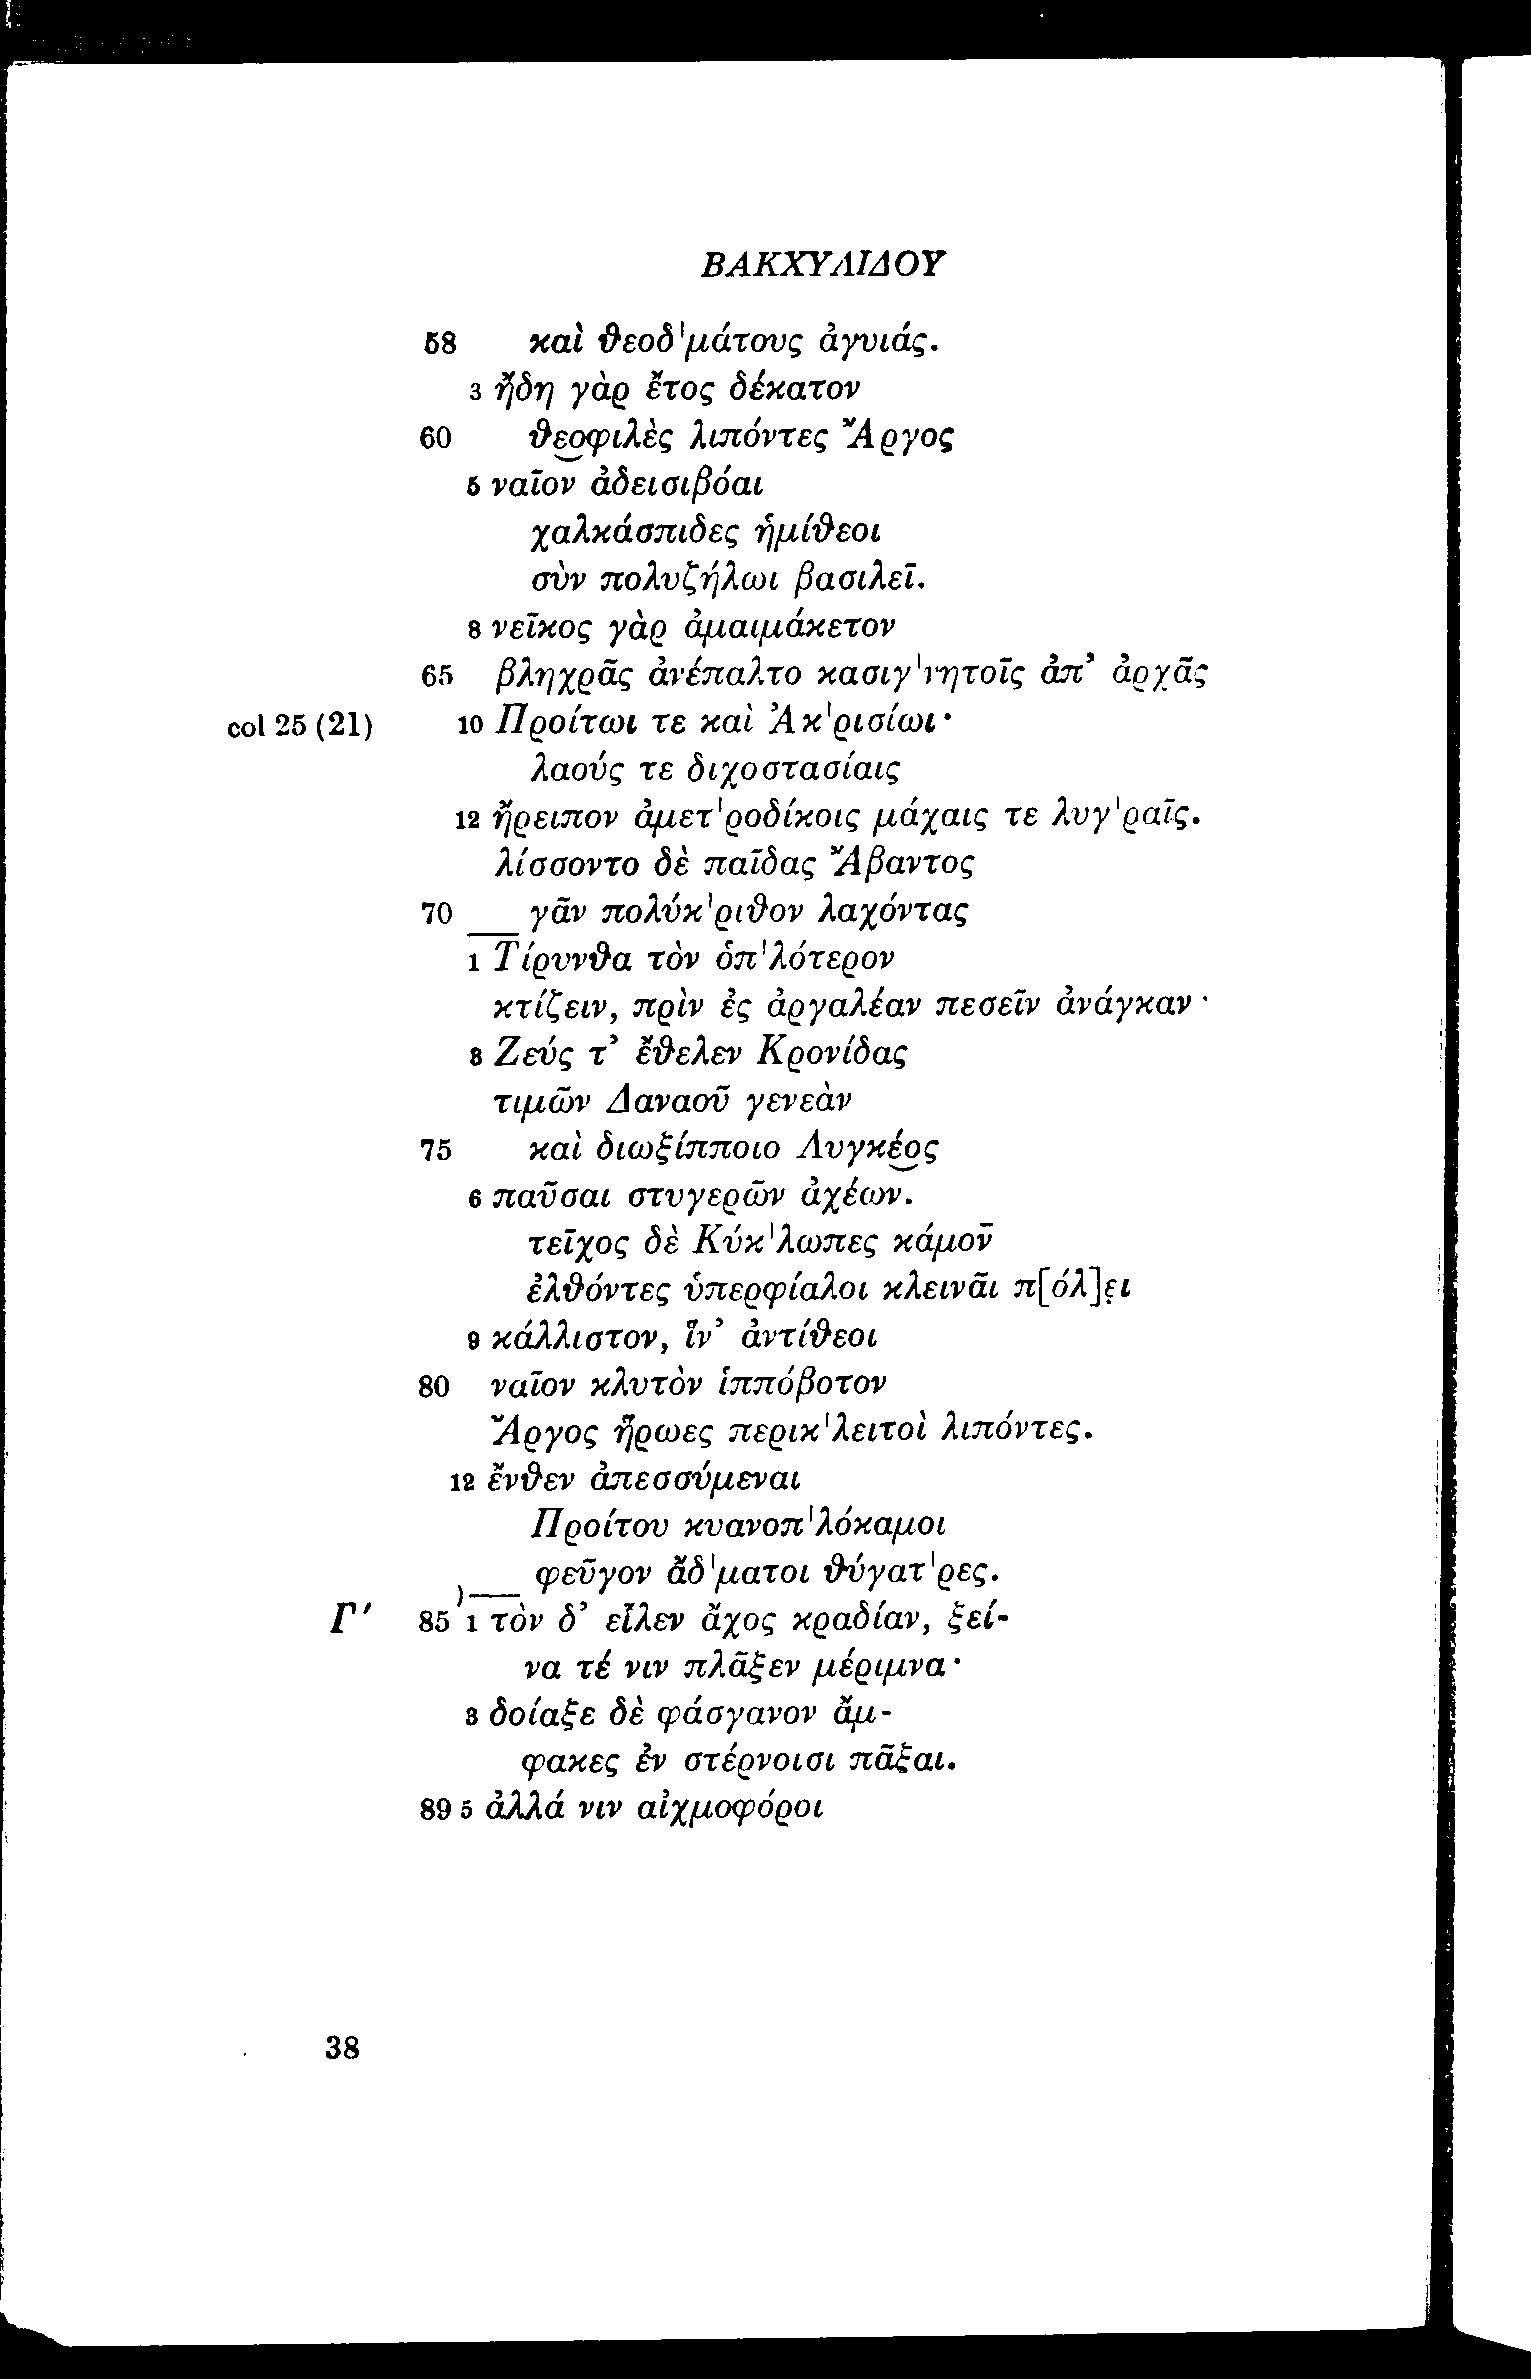 ΒΑΚΧΥΛΙΔΟΥ
58 καὶ θεοδ'μάτους ἀγυιάς.
3 ἤδη γὰρ ἔτος δέκατον
60 θεοφιλὲς λιπόντες Ἄργος
5 ναῖον ἀδεισιβόαι
χαλκάσπιδες ἡμίθεοι
σὺν πολυζήλωι βασιλεῖ.
8 νεῖκος γὰρ ἀμαιμάκετον
65 βληχρᾶς ἀνέπαλτο κασιγ'νητοῖς ἀπ' ἀρχᾶς
col 25 (21) 10 Προίτωι τε καὶ Ἀκ'ρισίωι·
λαούς τε διχοστασίαις
12 ἤρειπον ἀμετ'ροδίκοις μάχαις τε λυγ'ραῖς.
λίσσοντο δὲ παῖδας Ἄβαντος
70 γᾶν πολύκ'ριθον λαχόντας
1 Τίρυνθα τὸν ὁπ'λότερον
κτίζειν, πρὶν ἐς ἀργαλέαν πεσεῖν ἀνάγκαν·
3 Ζεύς τ' ἔθελεν Κρονίδας
τιμῶν Δαναοῦ γενεὰν
75 καὶ διωξίπποιο Λυγκέος
6 παῦσαι στυγερῶν ἀχέων.
τεῖχος δὲ Κύκ'λωπες κάμον
ἐλθόντες ὑπερφίαλοι κλεινᾶι π[όλ]ει
9 κάλλιστον, ἵν' ἀντίθεοι
80 ναῖον κλυτὸν ἱππόβοτον
Ἄργος ἥρωες περικ'λειτοὶ λιπόντες.
12 ἔνθεν ἀπεσσύμεναι
Προίτου κυανοπ'λόκαμοι
φεῦγον ἄδ'ματοι θύγατ'ρες.
Γ' 85 1 τὸν δ' εἷλεν ἄχος κραδίαν, ξεί-
να τέ νιν πλᾶξεν μέριμνα·
3 δοίαξε δὲ φάσγανον ἄμ-
φακες ἐν στέρνοισι πᾶξαι.
89 5 ἀλλά νιν αἰχμοφόροι
38